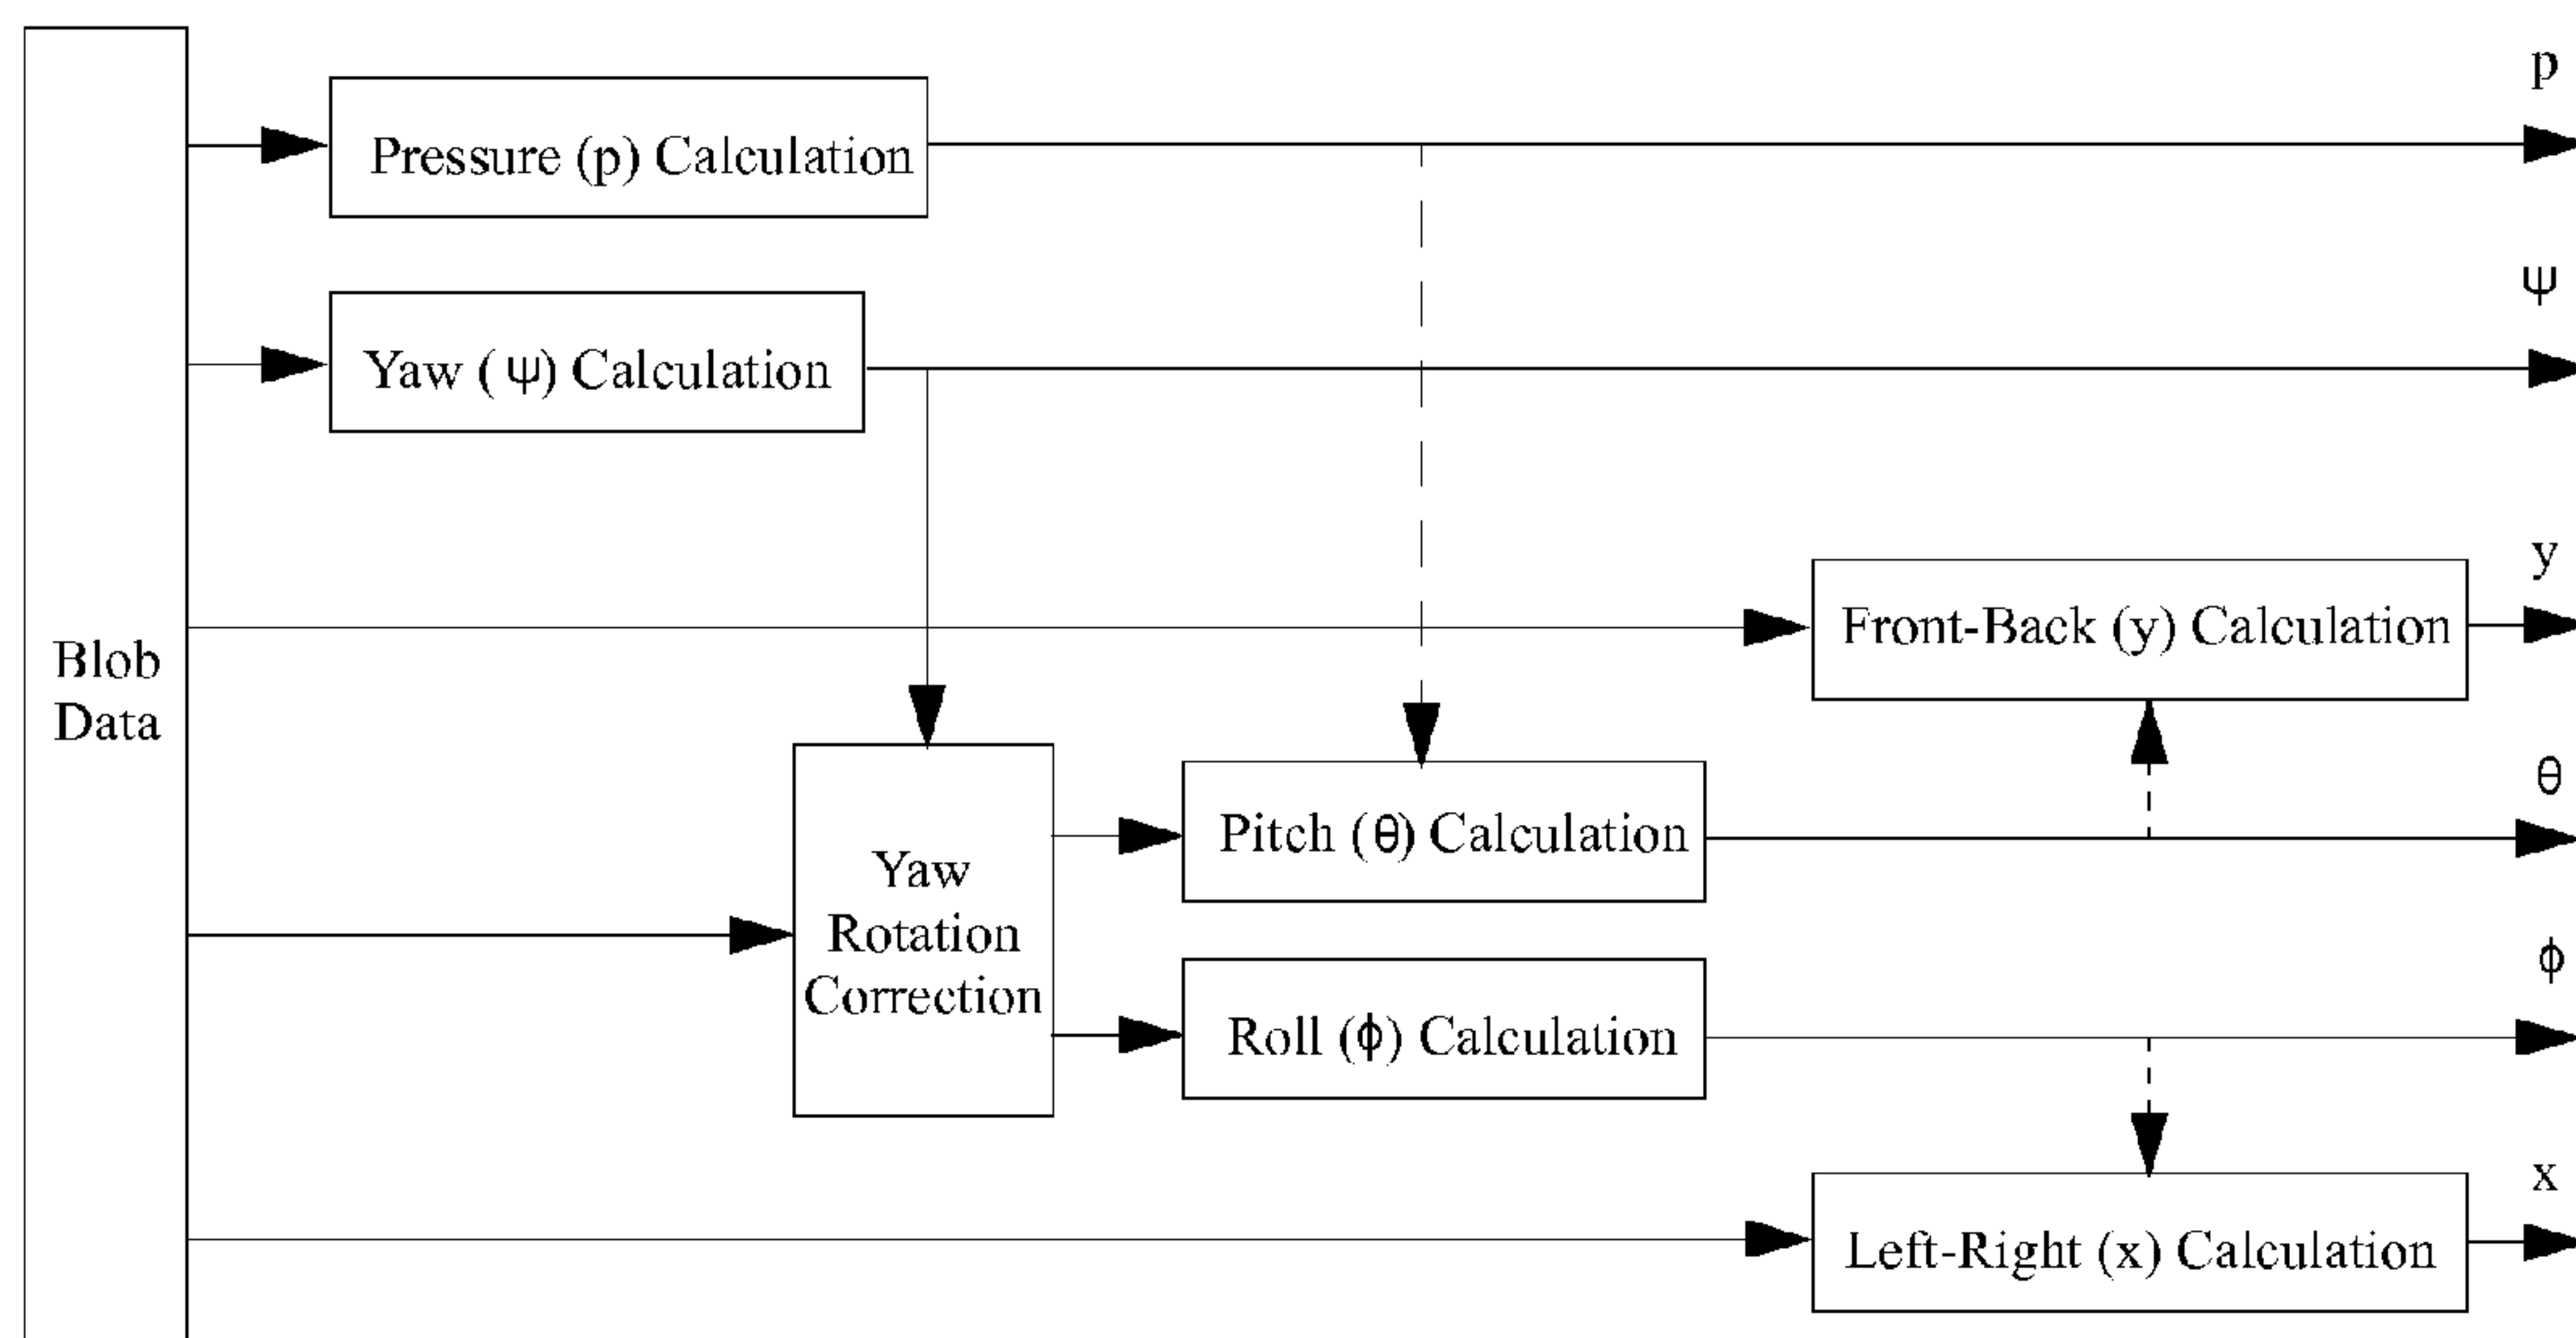 p
Pressure (p) Calculation
ψ
Yaw (ψ) Calculation
y
Front-Back (y) Calculation
Blob
Data
θ
Pitch (θ) Calculation
Yaw
Rotation
Correction
ϕ
Roll (ϕ) Calculation
x
Left-Right (x) Calculation